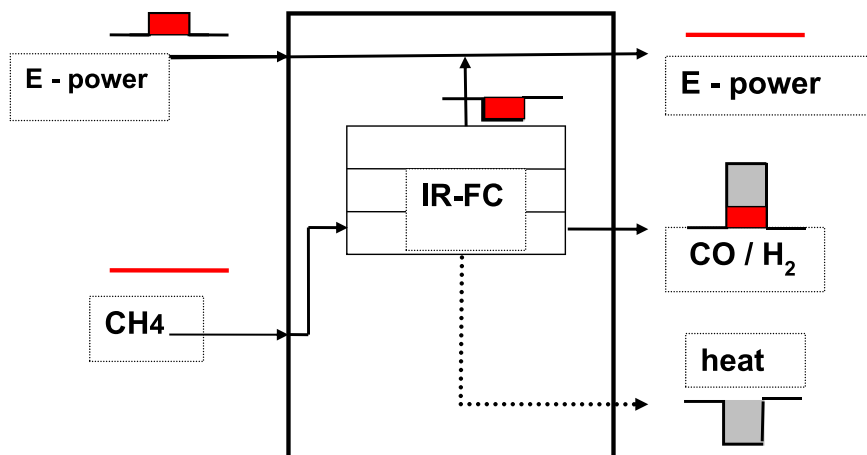 E - power
E - power
IR-FC
CO / H₂
CH4
heat